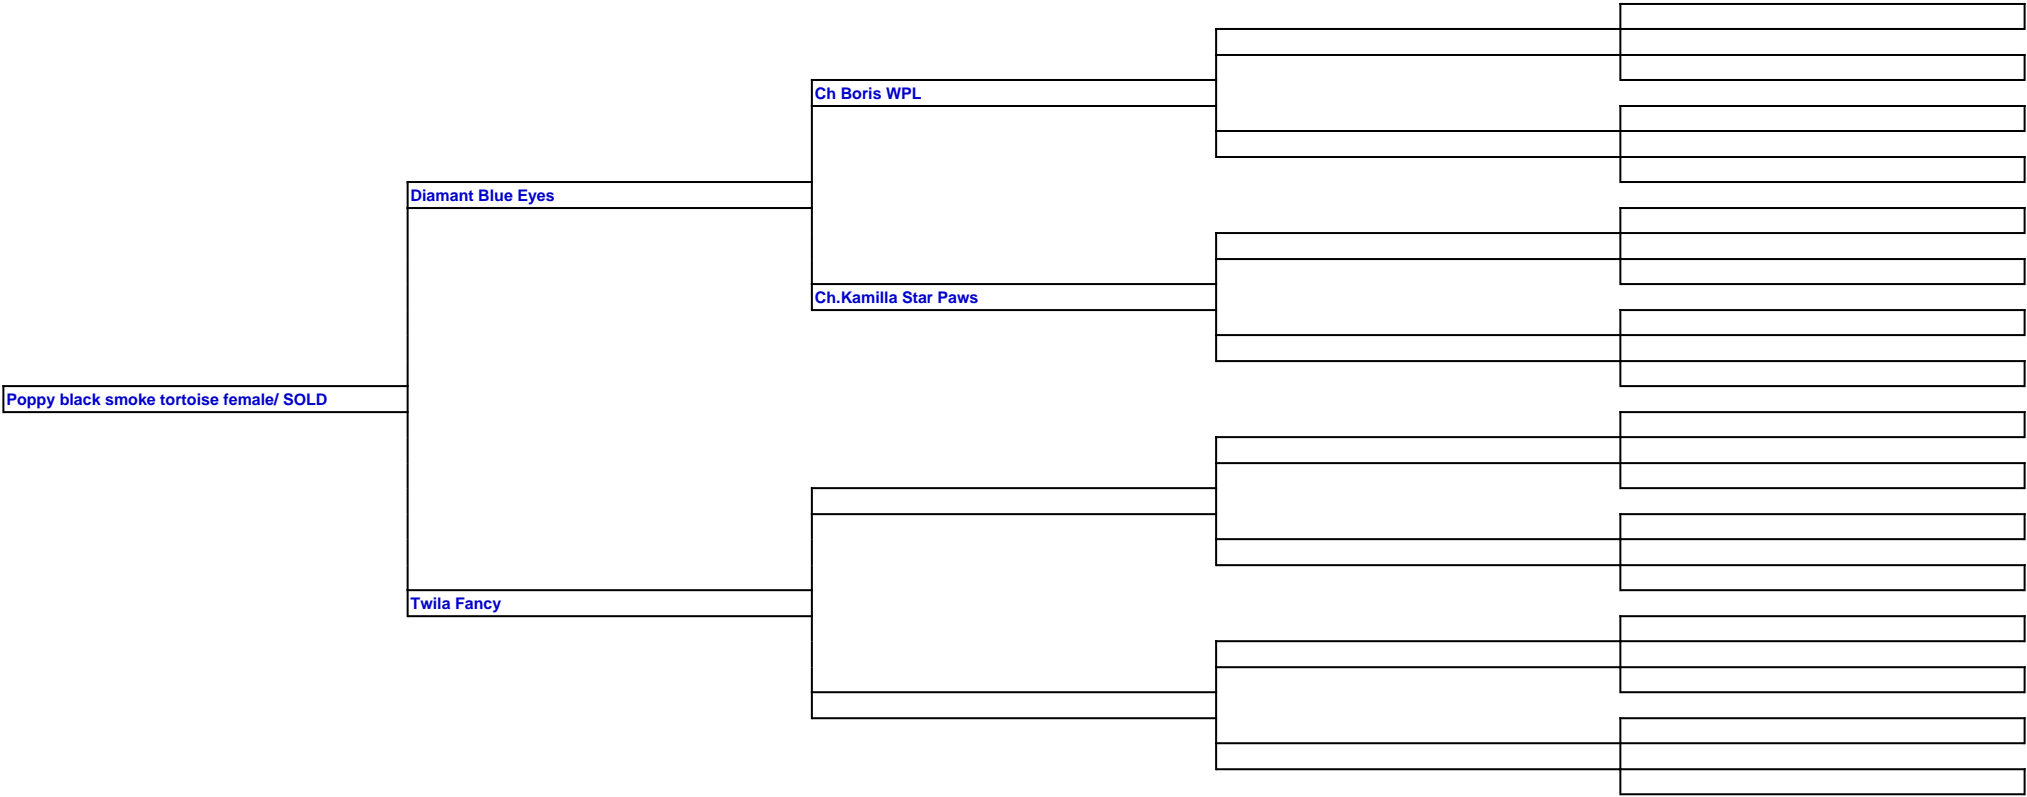 Ch Boris WPL
Diamant Blue Eyes
Ch.Kamilla Star Paws
Poppy black smoke tortoise female/ SOLD
Twila Fancy